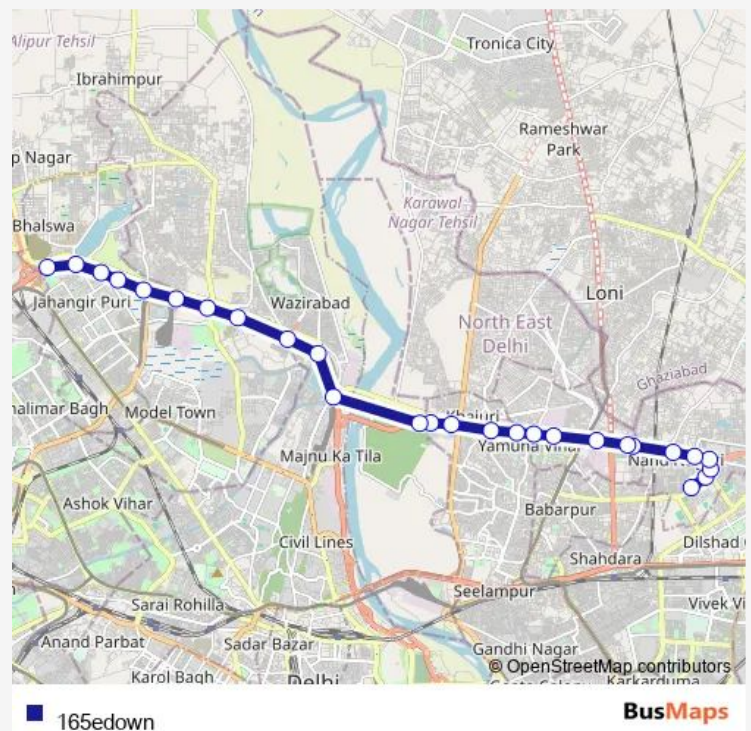 Alipur Tehsil
Tronica City
Ibrahimpur
Rameshwar
Park
p Nagar
Karawal-
Nagar Tehsil
Bhalswa
Loni
Jahangir Puri
Wazirabad
North East
Delhi
Ghaziabad
halimar Bagh
Model Town
Khajuri
Majnu Ka Tila
Yamuna Vihar
Nand Nagri
Ashok Vihar
Babarpur
Civil Lines
Dilshad
Shahdara
Seelampur
Sarai Rohilla
Vivek Vi
Anand Parbat
Sadar Bazar
Gandhi Nagar
© OpenStreetMap contributors
Karol Bagh
Delhi
Karkarduma
165edown
BusMaps